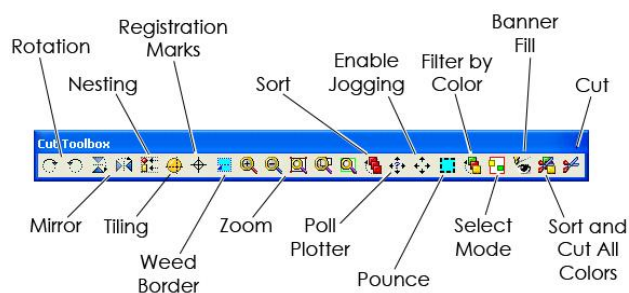 Registration
Marks
Banner
Fill
Rotation
Nesting
Sort
Enable
Jogging
Filter by
Color
Cut
Cut Toolbox
Mirror
Tiling
Weed
Border
Zoom
Poll
Plotter
Pounce
Select
Mode
Sort and
Cut All
Colors